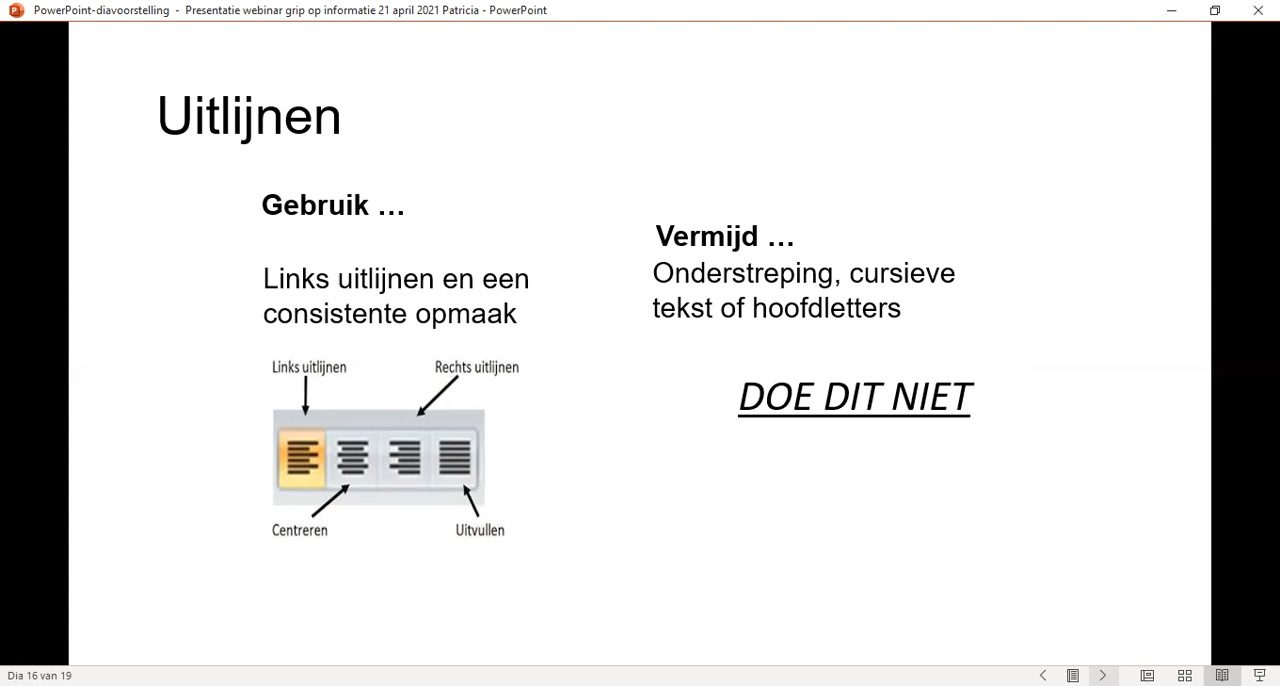 PowerPoint-diavoorstelling - Presentatie webinar grip op informatie 21 april 2021 Patricia - PowerPoint
Uitlijnen
Gebruik …
Links uitlijnen en een
consistente opmaak
Links uitlijnen
Rechts uitlijnen
Centreren
Uitvullen
Vermijd …
Onderstreping, cursieve
tekst of hoofdletters
DOE DIT NIET
Dia 16 van 19